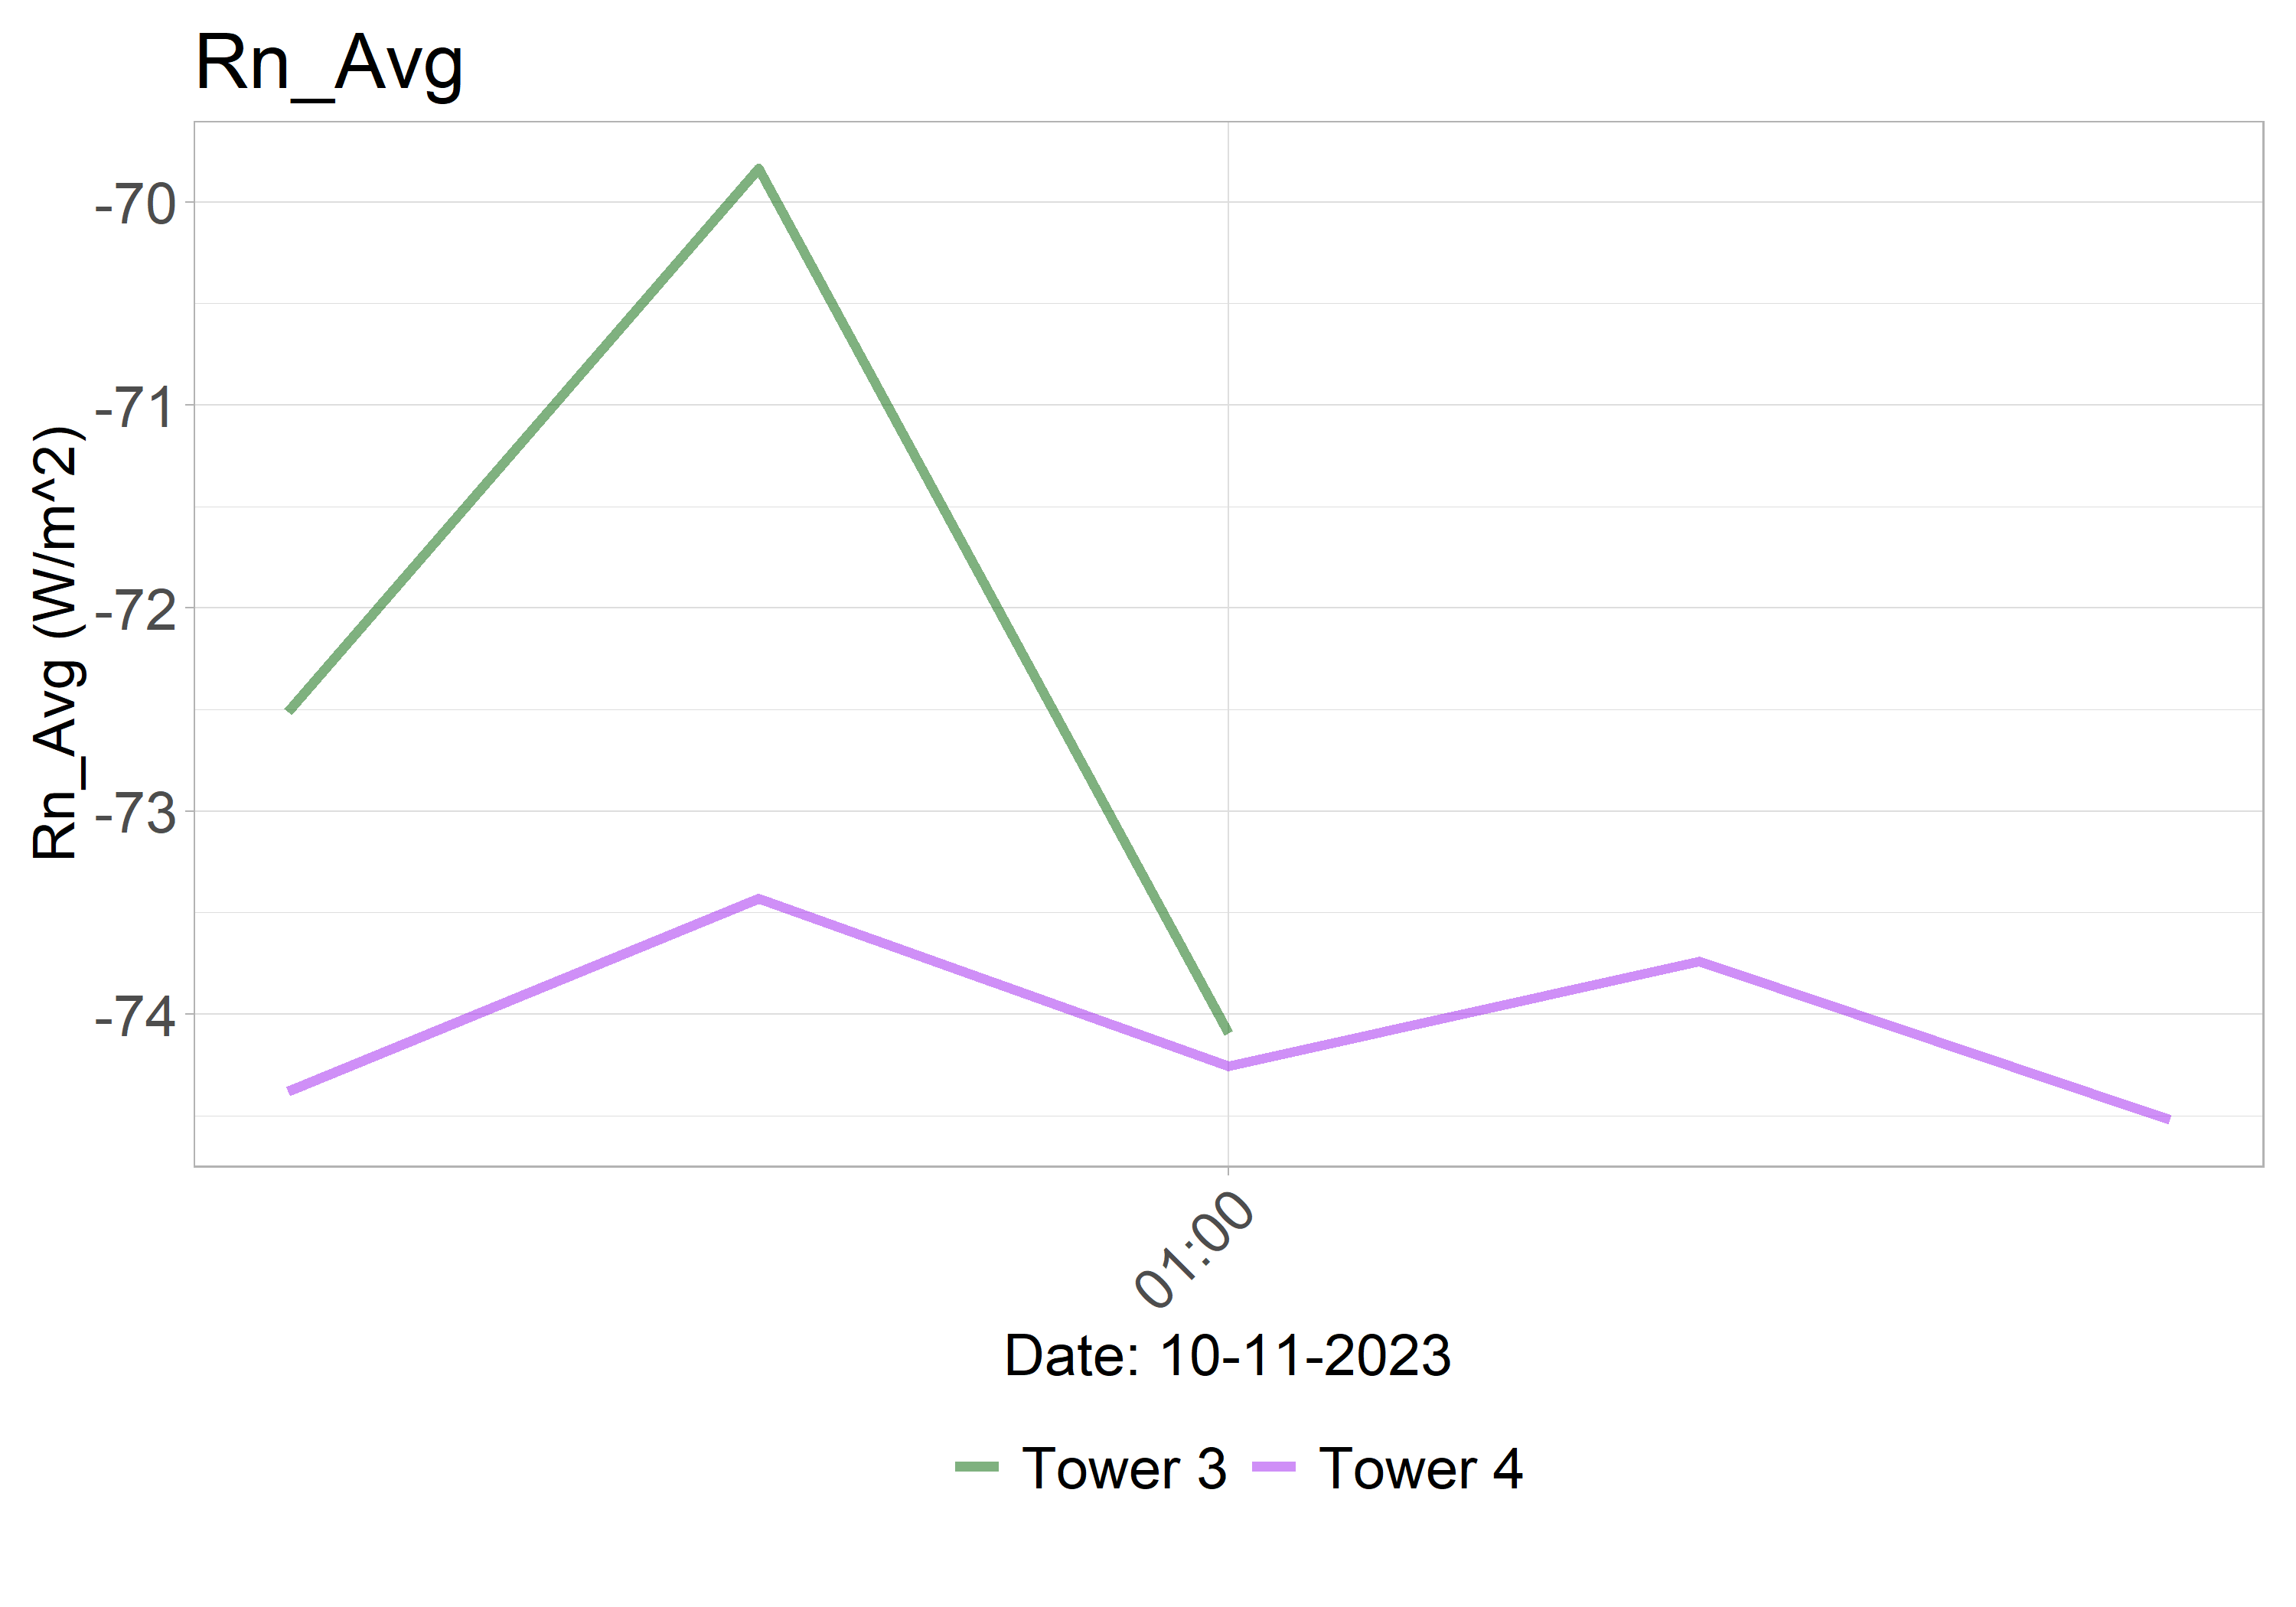 Rn_Avg
Rn_Avg (W/m^2)
-70
-71
-72
-73
-74
01:00
Date: 10-11-2023
Tower 3 Tower 4